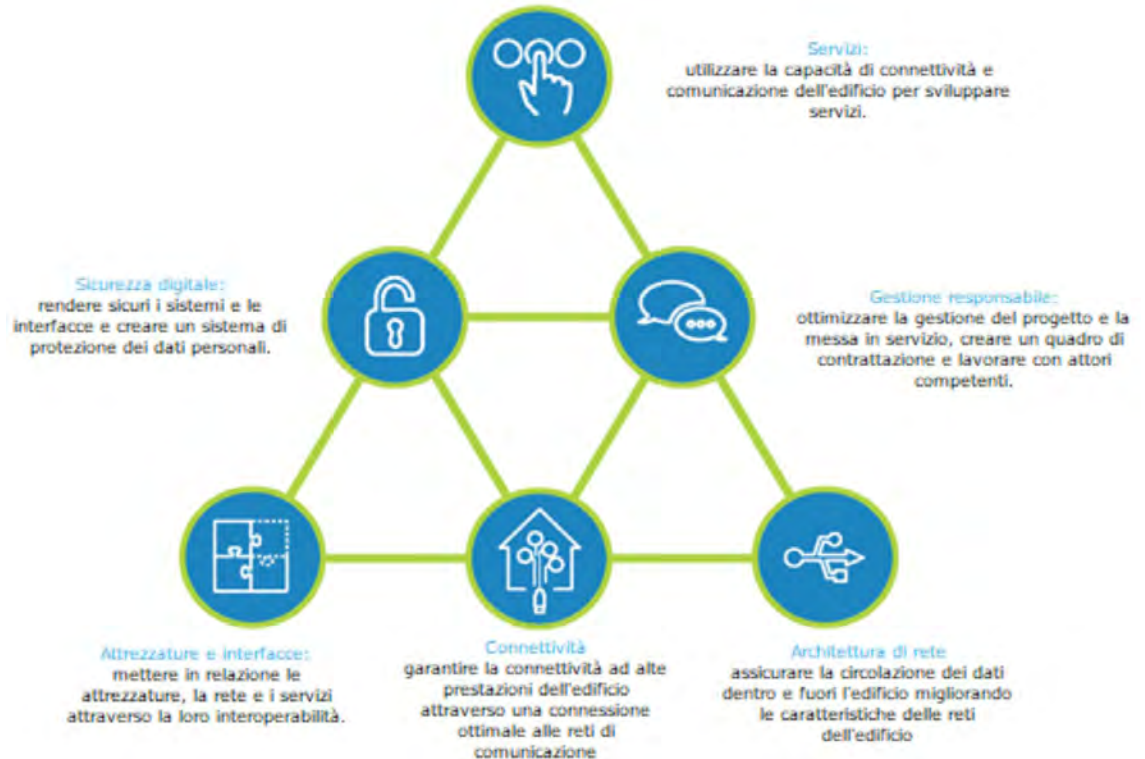 Servizi:
utilizzare la capacità di connettività e
comunicazione dell'edificio per sviluppare
servizi.
Sicurezza digitale:
rendere sicuri i sistemi e le
interfacce e creare un sistema di
protezione dei dati personali.
Gestione responsabile:
ottimizzare la gestione del progetto e la
messa in servizio, creare un quadro di
contrattazione e lavorare con attori
competenti.
Attrezzature e interfacce:
mettere in relazione le
attrezzature, la rete e i servizi
attraverso la loro interoperabilità.
Connettività
garantire la connettività ad alte
prestazioni dell'edificio
attraverso una connessione
ottimale alle reti di
comunicazione
Architettura di rete
assicurare la circolazione dei dati
dentro e fuori l'edificio migliorando
le caratteristiche delle reti
dell'edificio